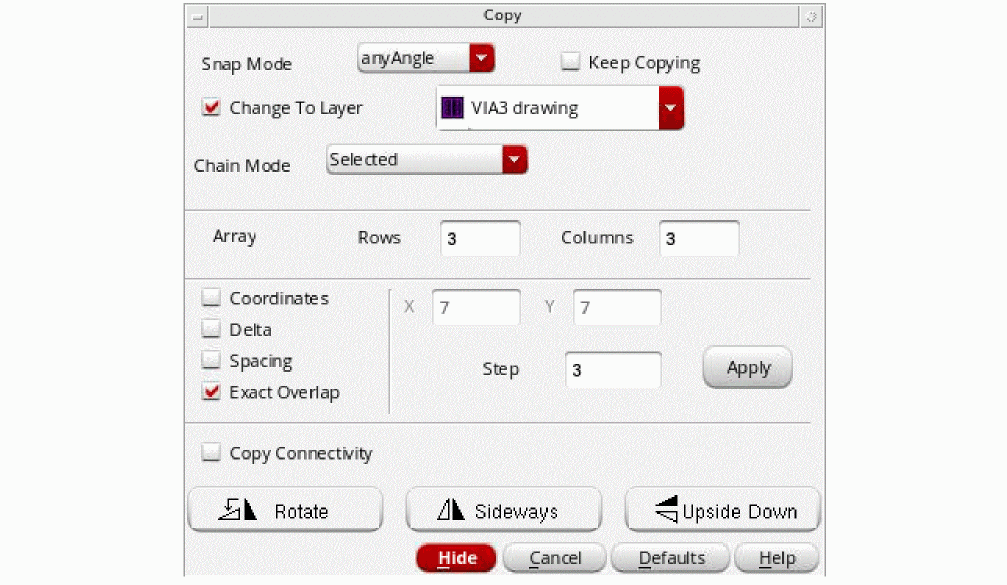 Copy
Snap Mode anyAngle Keep Copying
Change To Layer VIA3 drawing
Chain Mode Selected
Array Rows 3 Columns 3
Coordinates X 7 Y 7
Delta
Spacing Step 3 Apply
Exact Overlap
Copy Connectivity
Rotate Sideways Upside Down
Hide Cancel Defaults Help